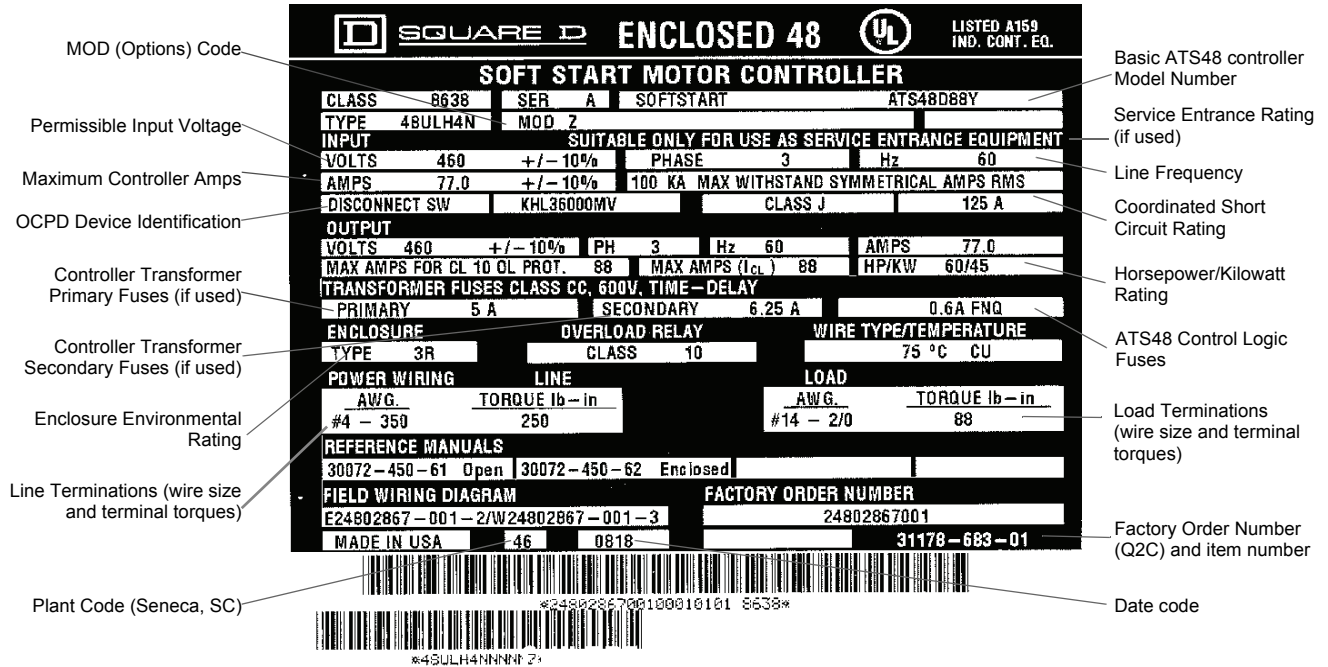 MOD (Options) Code
Permissible Input Voltage
Maximum Controller Amps
OCPD Device Identification
Controller Transformer
Primary Fuses (if used)
Controller Transformer
Secondary Fuses (if used)
Enclosure Environmental
Rating
Line Terminations (wire size
and terminal torques)
Plant Code (Seneca, SC)
SQUARE D ENCLOSED 48 UL LISTED A159
IND. CONT. EQ.
SOFT START MOTOR CONTROLLER
CLASS 8638 SER A SOFTSTART ATS48D88Y
TYPE 48ULH4N MOD Z
INPUT SUITABLE ONLY FOR USE AS SERVICE ENTRANCE EQUIPMENT
VOLTS 460 +/-10% PHASE 3 Hz 60
AMPS 77.0 +/-10% 100 KA MAX WITHSTAND SYMMETRICAL AMPS RMS
DISCONNECT SW KHL36000MV CLASS J 125 A
OUTPUT
VOLTS 460 +/-10% PH 3 Hz 60 AMPS 77.0
MAX AMPS FOR CL 10 OL PROT. 88 MAX AMPS (ICL) 88 HP/KW 60/45
TRANSFORMER FUSES CLASS CC, 600V, TIME-DELAY
PRIMARY 5 A SECONDARY 6.25 A 0.6A FNQ
ENCLOSURE OVERLOAD RELAY WIRE TYPE/TEMPERATURE
TYPE 3R CLASS 10 75 °C CU
POWER WIRING LINE LOAD
AWG. TORQUE lb-in AWG. TORQUE lb-in
#4 - 350 250 #14 - 2/0 88
REFERENCE MANUALS
30072-450-61 Open 30072-450-62 Enclosed
FIELD WIRING DIAGRAM FACTORY ORDER NUMBER
E24802867-001-2/W24802867-001-3 24802867001
MADE IN USA 46 0818 31178-683-01
*2480286700100010101 8638*
*48ULH4NNNNNZ*
Basic ATS48 controller
Model Number
Service Entrance Rating
(if used)
Line Frequency
Coordinated Short
Circuit Rating
Horsepower/Kilowatt
Rating
ATS48 Control Logic
Fuses
Load Terminations
(wire size and terminal
torques)
Factory Order Number
(Q2C) and item number
Date code